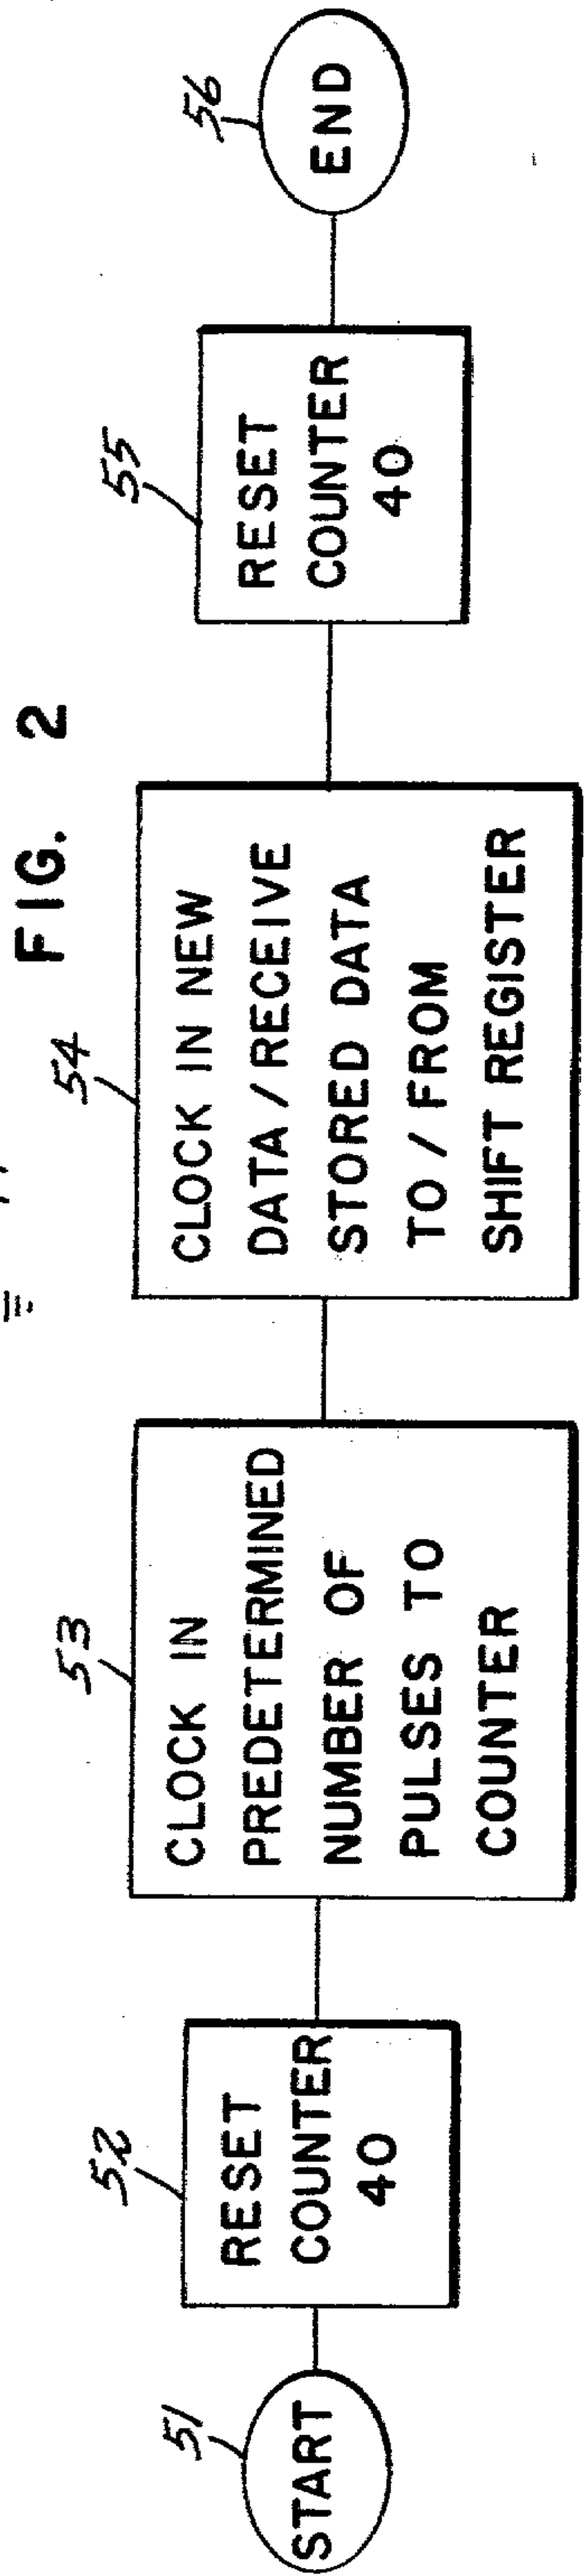 FIG. 2
51
START
52
RESET
COUNTER
40
53
CLOCK IN
PREDETERMINED
NUMBER OF
PULSES TO
COUNTER
54
CLOCK IN NEW
DATA / RECEIVE
STORED DATA
TO / FROM
SHIFT REGISTER
55
RESET
COUNTER
40
56
END